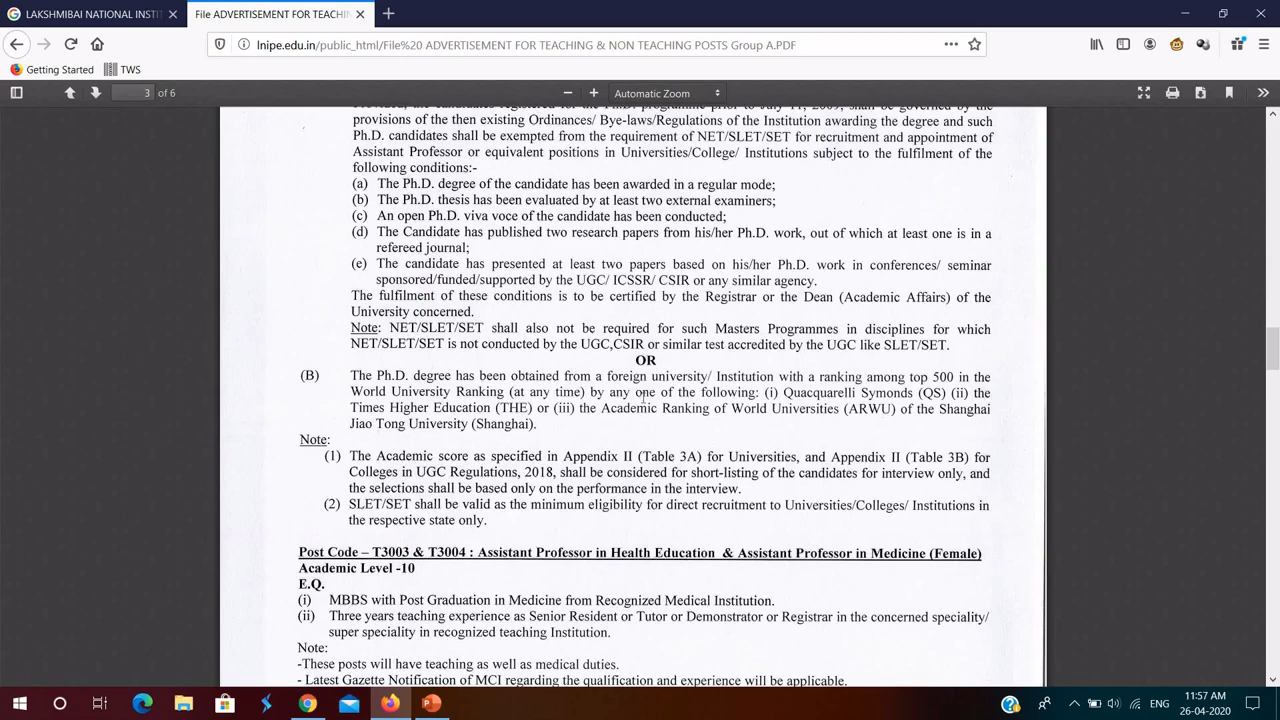 LAKSHMIBAI NATIONAL INSTIT
File ADVERTISEMENT FOR TEACHIN
lnipe.edu.in/public_html/File%20 ADVERTISEMENT FOR TEACHING & NON TEACHING POSTS Group A.PDF
Getting Started
TWS
3 of 6
Automatic Zoom
Provided, the candidates registered for the Ph.D. programme prior to July 11, 2009, shall be governed by the
provisions of the then existing Ordinances/ Bye-laws/Regulations of the Institution awarding the degree and such
Ph.D. candidates shall be exempted from the requirement of NET/SLET/SET for recruitment and appointment of
Assistant Professor or equivalent positions in Universities/College/ Institutions subject to the fulfilment of the
following conditions:-
(a) The Ph.D. degree of the candidate has been awarded in a regular mode;
(b) The Ph.D. thesis has been evaluated by at least two external examiners;
(c) An open Ph.D. viva voce of the candidate has been conducted;
(d) The Candidate has published two research papers from his/her Ph.D. work, out of which at least one is in a
refereed journal;
(e) The candidate has presented at least two papers based on his/her Ph.D. work in conferences/ seminar
sponsored/funded/supported by the UGC/ ICSSR/ CSIR or any similar agency.
The fulfilment of these conditions is to be certified by the Registrar or the Dean (Academic Affairs) of the
University concerned.
Note: NET/SLET/SET shall also not be required for such Masters Programmes in disciplines for which
NET/SLET/SET is not conducted by the UGC,CSIR or similar test accredited by the UGC like SLET/SET.
OR
(B) The Ph.D. degree has been obtained from a foreign university/ Institution with a ranking among top 500 in the
World University Ranking (at any time) by any one of the following: (i) Quacquarelli Symonds (QS) (ii) the
Times Higher Education (THE) or (iii) the Academic Ranking of World Universities (ARWU) of the Shanghai
Jiao Tong University (Shanghai).
Note:
(1) The Academic score as specified in Appendix II (Table 3A) for Universities, and Appendix II (Table 3B) for
Colleges in UGC Regulations, 2018, shall be considered for short-listing of the candidates for interview only, and
the selections shall be based only on the performance in the interview.
(2) SLET/SET shall be valid as the minimum eligibility for direct recruitment to Universities/Colleges/ Institutions in
the respective state only.
Post Code – T3003 & T3004 : Assistant Professor in Health Education & Assistant Professor in Medicine (Female)
Academic Level -10
E.Q.
(i) MBBS with Post Graduation in Medicine from Recognized Medical Institution.
(ii) Three years teaching experience as Senior Resident or Tutor or Demonstrator or Registrar in the concerned speciality/
super speciality in recognized teaching Institution.
Note:
-These posts will have teaching as well as medical duties.
- Latest Gazette Notification of MCI regarding the qualification and experience will be applicable.
ENG
11:57 AM
26-04-2020